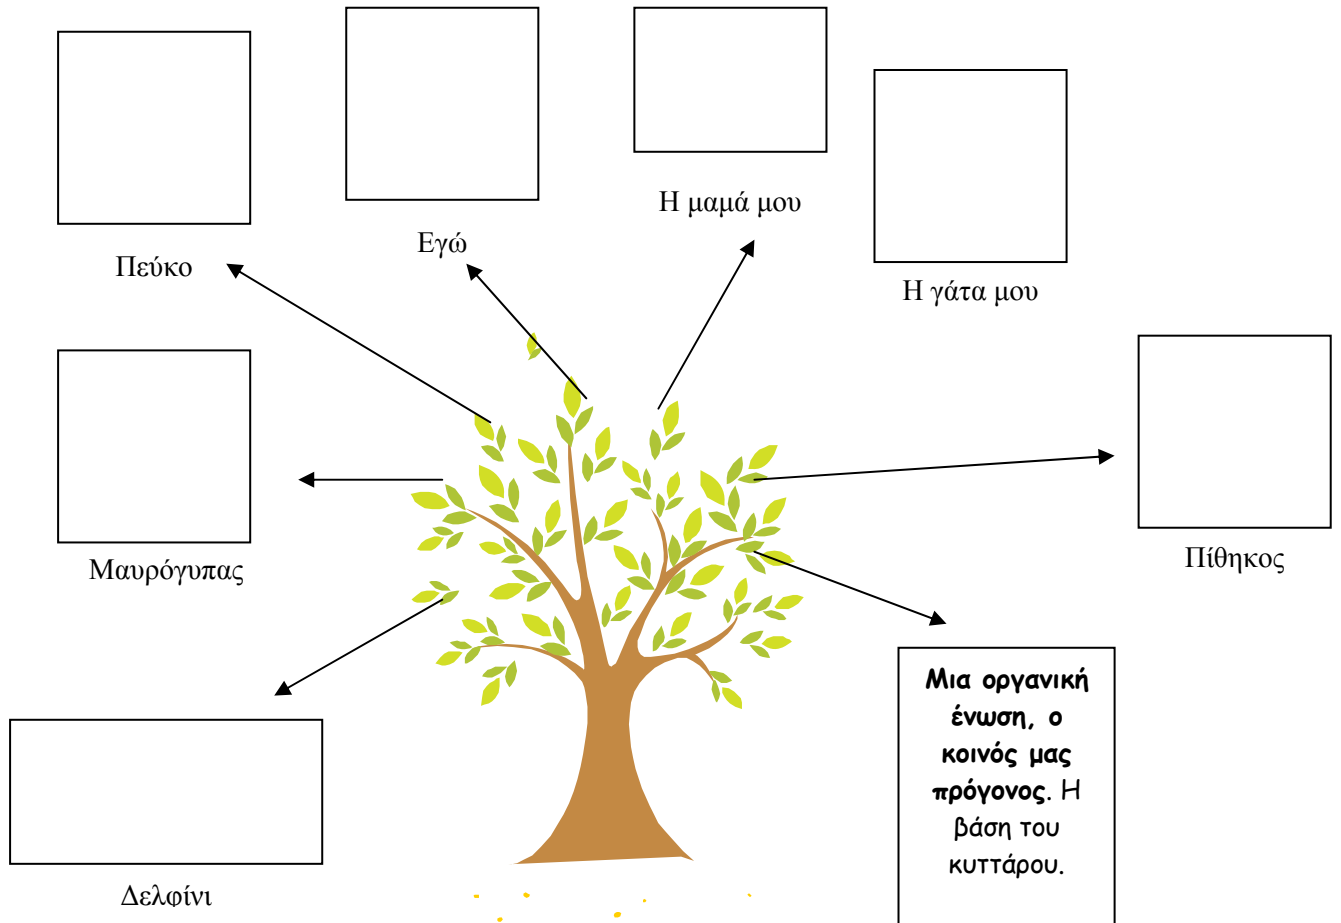 Η μαμά μου
Εγώ
Πεύκο
Η γάτα μου
Μαυρόγυπας
Πίθηκος
Μια οργανική
ένωση, ο
κοινός μας
πρόγονος. Η
βάση του
κυττάρου.
Δελφίνι